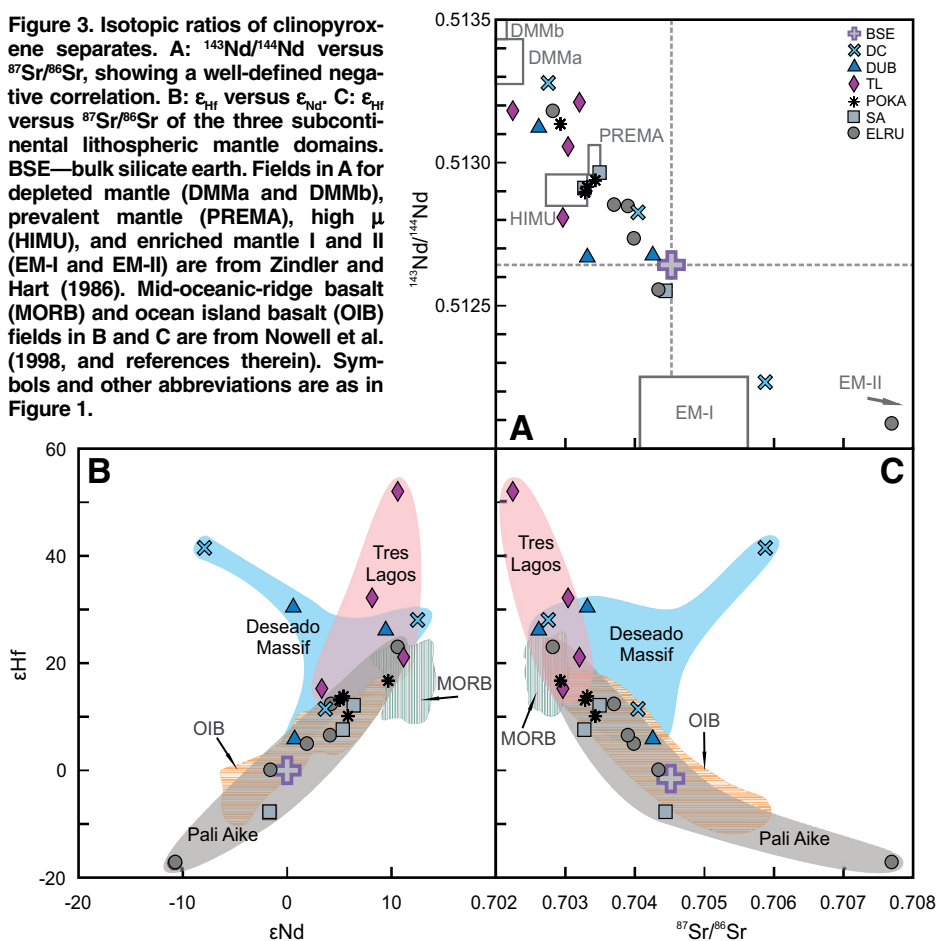 Figure 3. Isotopic ratios of clinopyrox-
ene separates. A: ¹⁴³Nd/¹⁴⁴Nd versus
⁸⁷Sr/⁸⁶Sr, showing a well-defined nega-
tive correlation. B: εHf versus εNd. C: εHf
versus ⁸⁷Sr/⁸⁶Sr of the three subconti-
nental lithospheric mantle domains.
BSE—bulk silicate earth. Fields in A for
depleted mantle (DMMa and DMMb),
prevalent mantle (PREMA), high μ
(HIMU), and enriched mantle I and II
(EM-I and EM-II) are from Zindler and
Hart (1986). Mid-oceanic-ridge basalt
(MORB) and ocean island basalt (OIB)
fields in B and C are from Nowell et al.
(1998, and references therein). Sym-
bols and other abbreviations are as in
Figure 1.
0.5135
0.5130
0.5125
¹⁴³Nd/¹⁴⁴Nd
DMMb
DMMa
PREMA
HIMU
EM-I
EM-II
BSE
DC
DUB
TL
POKA
SA
ELRU
A
B
60
40
20
0
-20
εHf
Tres
Lagos
Deseado
Massif
MORB
OIB
Pali Aike
-20
-10
0
10
εNd
C
Tres
Lagos
Deseado
Massif
MORB
OIB
Pali Aike
0.702
0.703
0.704
0.705
0.706
0.707
0.708
⁸⁷Sr/⁸⁶Sr